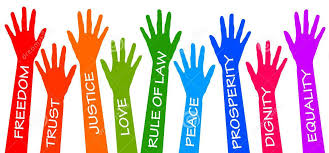 FREEDOM
TRUST
JUSTICE
LOVE
RULE OF LAW
PEACE
PROSPERITY
DIGNITY
EQUALITY